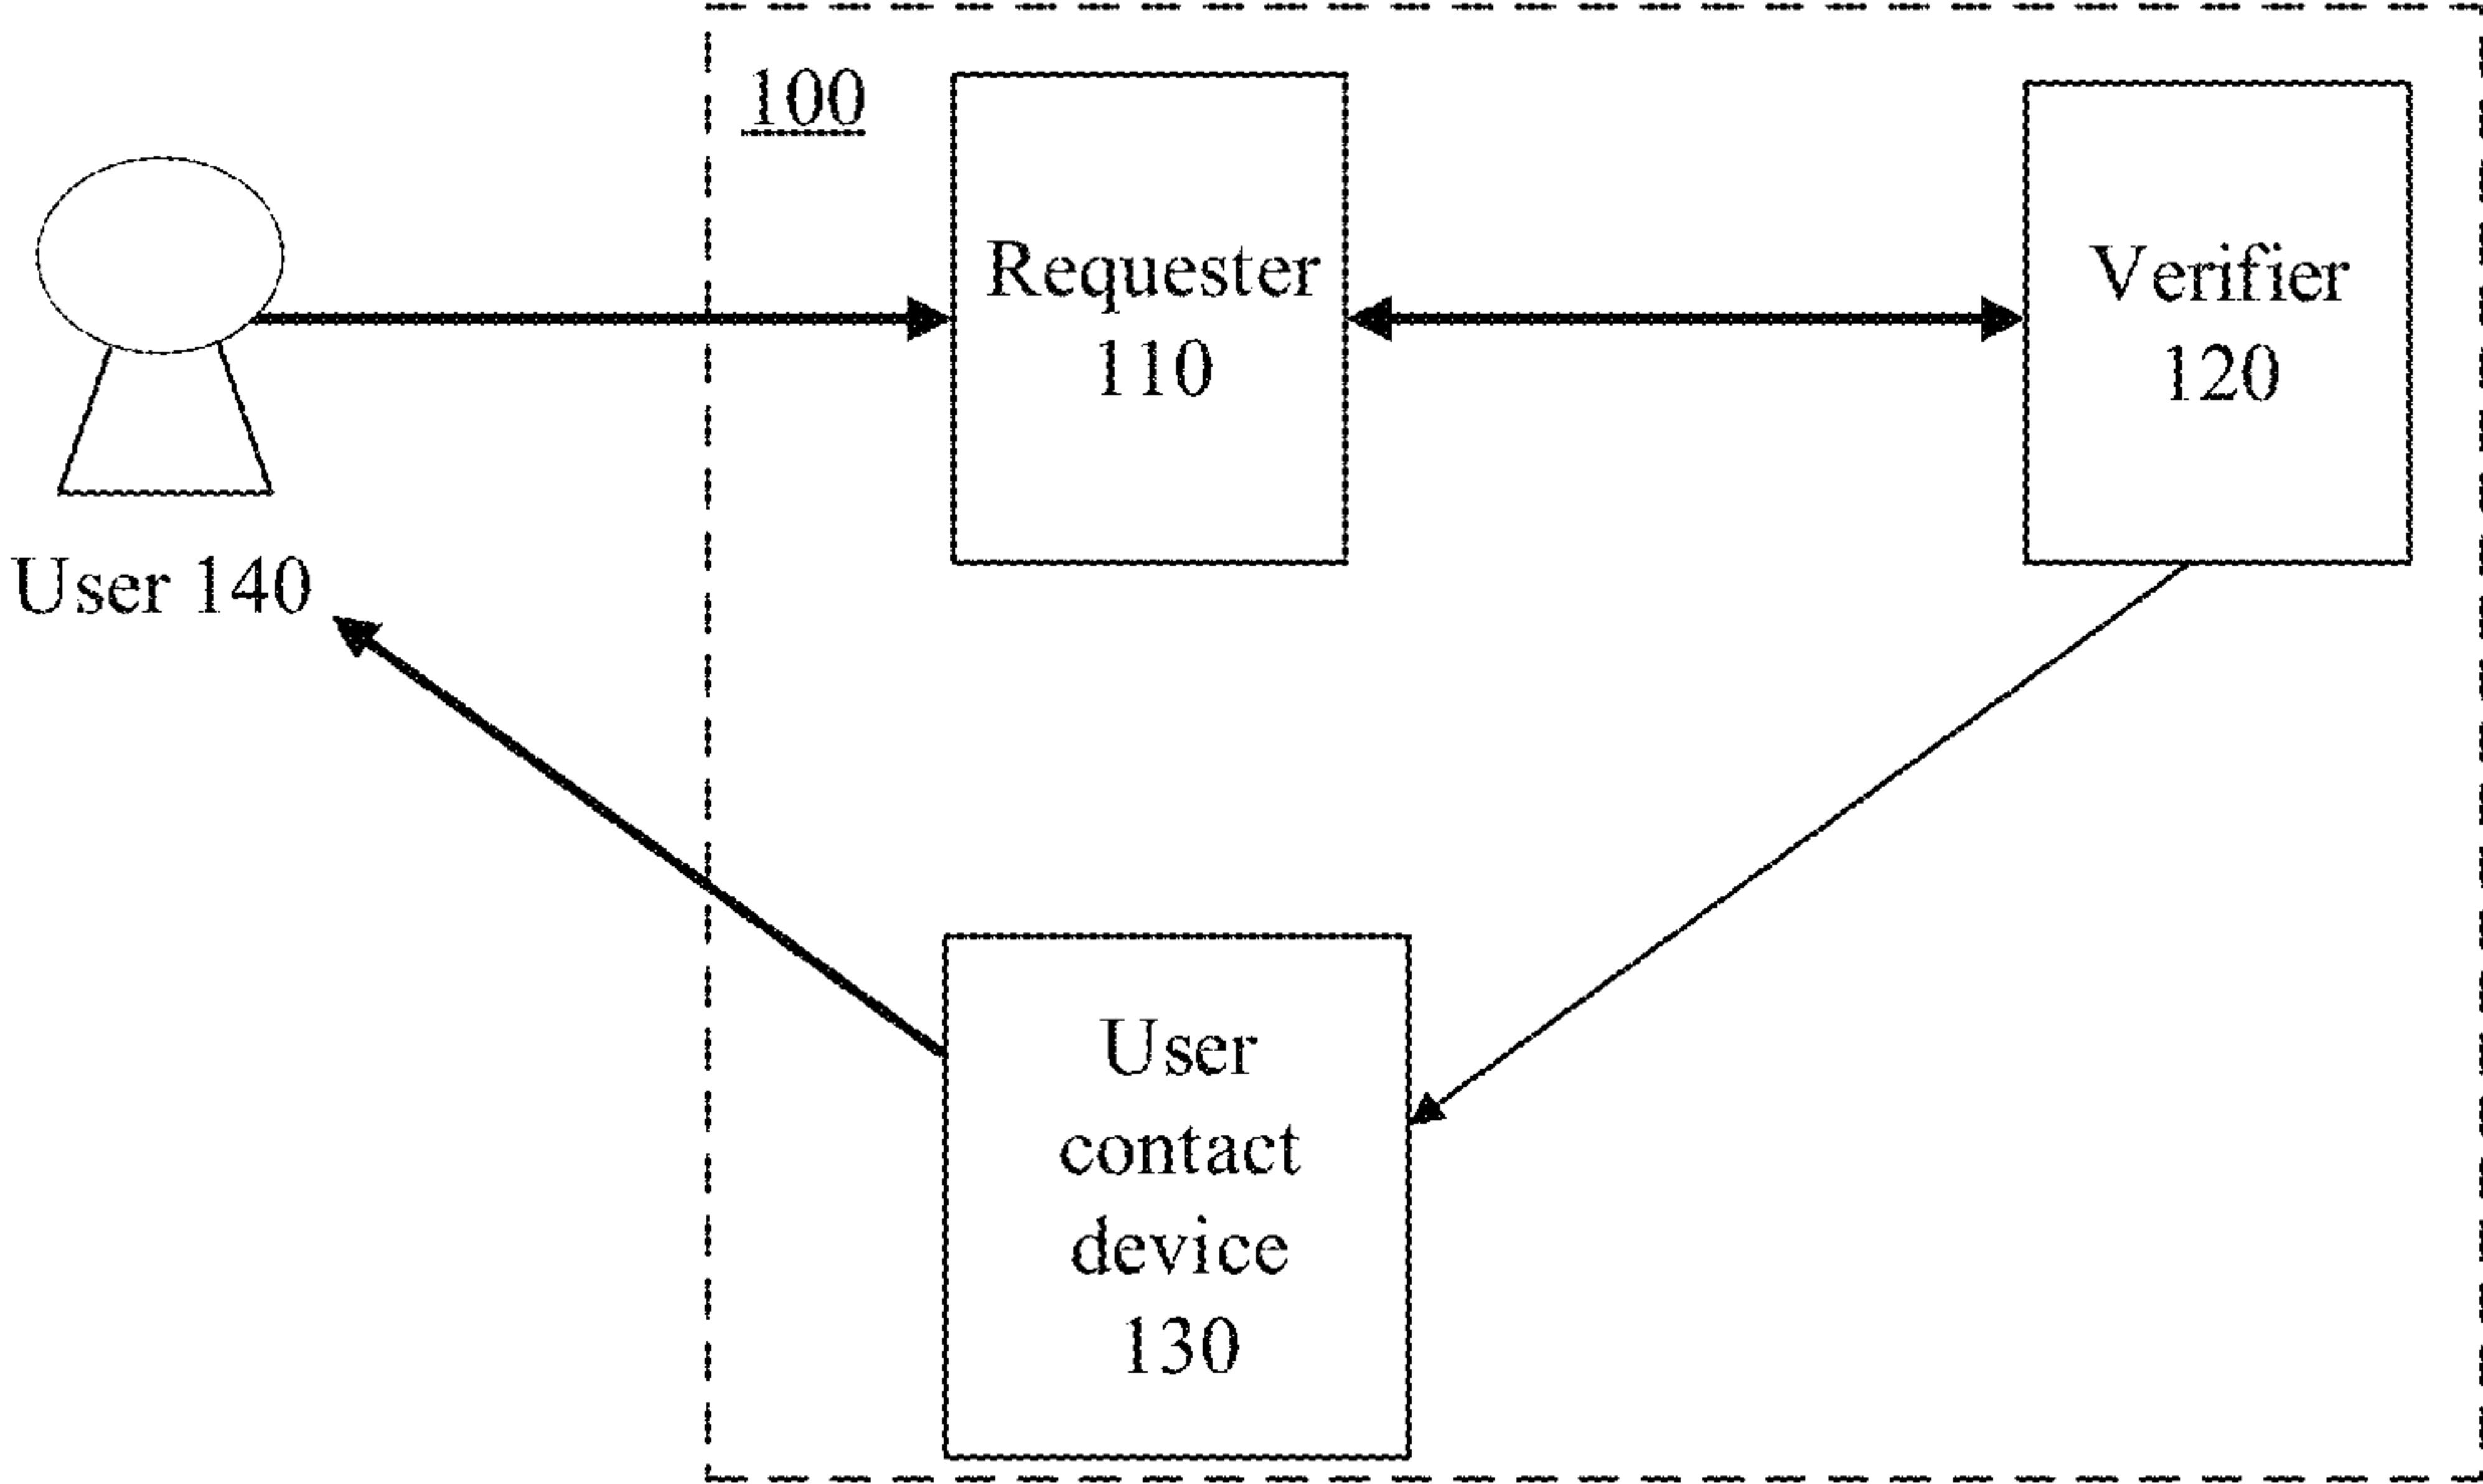 100
Requester
110
Verifier
120
User 140
User
contact
device
130